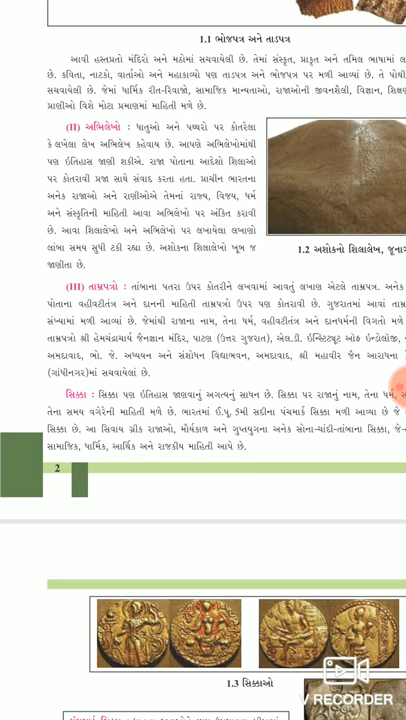 1.1 ભોજપત્ર અને તાડપત્ર
આવી હસ્તપ્રતો મંદિરો અને મઠોમાં સચવાયેલી છે. તેમાં સંસ્કૃત, પ્રાકૃત અને તમિલ ભાષામાં
છે. કવિતા, નાટકો, વાર્તાઓ અને મહાકાવ્યો પણ તાડપત્ર અને ભોજપત્ર પર મળી આવ્યાં છે. તે પોથી
સચવાયેલી છે. જેમાં ધાર્મિક રીત-રિવાજો, સામાજિક માન્યતાઓ, રાજાઓની જીવનશૈલી, વિજ્ઞાન,
પ્રાણીઓ વિશે મોટા પ્રમાણમાં માહિતી મળે છે.
(II) અભિલેખો : ધાતુઓ અને પથ્થરો પર કોતરેલા
કે લખેલા લેખ અભિલેખ કહેવાય છે. આપણે અભિલેખોમાંથી
પણ ઇતિહાસ જાણી શકીએ. રાજા પોતાના આદેશો શિલાઓ
પર કોતરાવી પ્રજા સાથે સંવાદ કરતા હતા. પ્રાચીન ભારતના
અનેક રાજાઓ અને રાણીઓએ તેમનાં રાજ્ય, વિજય, ધર્મ
અને સંસ્કૃતિની માહિતી આવા અભિલેખો પર અંકિત કરાવી
છે. આવા શિલાલેખો અને અભિલેખો પર લખાયેલા લખાણો
લાંબા સમય સુધી ટકી રહ્યા છે. અશોકના શિલાલેખો ખૂબ જ
જાણીતા છે.
1.2 અશોકનો શિલાલેખ,
(III) તામ્રપત્રો : તાંબાના પતરા ઉપર કોતરીને લખવામાં આવતું લખાણ એટલે તામ્રપત્ર. અનેક
પોતાના વહીવટીતંત્ર અને દાનની માહિતી તામ્રપત્રો ઉપર પણ કોતરાવી છે. ગુજરાતમાં આવાં
સંખ્યામાં મળી આવ્યાં છે. જેમાંથી રાજાના નામ, તેના ધર્મ, વહીવટીતંત્ર અને દાનધર્મની વિગતો મળે
તામ્રપત્રો શ્રી હેમચંદ્રાચાર્ય જૈનજ્ઞાન મંદિર, પાટણ (ઉત્તર ગુજરાત), એલ.ડી. ઇન્સ્ટિટ્યૂટ ઓફ ઇન્ડોલોજી,
અમદાવાદ, ભો. જે. અધ્યયન અને સંશોધન વિદ્યાભવન, અમદાવાદ, શ્રી મહાવીર જૈન આરાધના
(ગાંધીનગર)માં સચવાયેલાં છે.
સિક્કા : સિક્કા પણ ઇતિહાસ જાણવાનું અગત્યનું સાધન છે. સિક્કા પર રાજાનું નામ, તેના ધર્મ,
તેના સમય વગેરેની માહિતી મળે છે. ભારતમાં ઈ.પૂ. 5મી સદીના પંચમાર્ક સિક્કા મળી આવ્યા છે જે
સિક્કા છે. આ સિવાય ગ્રીક રાજાઓ, મૌર્યકાળ અને ગુપ્તયુગના અનેક સોના-ચાંદી-તાંબાના સિક્કા,
સામાજિક, ધાર્મિક, આર્થિક અને રાજકીય માહિતી આપે છે.
2
1.3 સિક્કાઓ
RECORDER